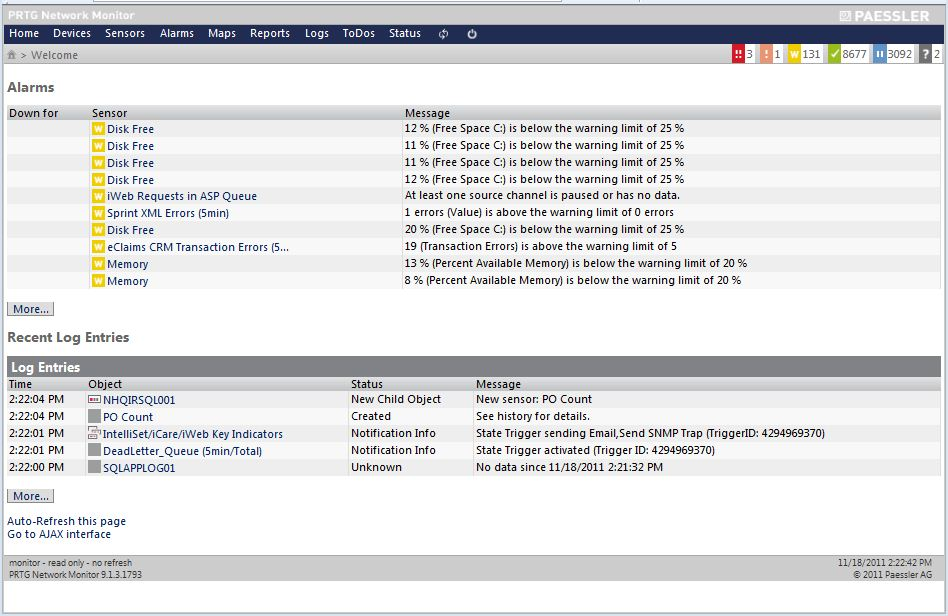 PRTG Network Monitor PAESSLER
Home Devices Sensors Alarms Maps Reports Logs ToDos Status
> Welcome !! 3 ! 1 W 131 8677 3092 ? 2
Alarms
Down for Sensor Message
W Disk Free 12 % (Free Space C:) is below the warning limit of 25 %
W Disk Free 11 % (Free Space C:) is below the warning limit of 25 %
W Disk Free 11 % (Free Space C:) is below the warning limit of 25 %
W Disk Free 12 % (Free Space C:) is below the warning limit of 25 %
W iWeb Requests in ASP Queue At least one source channel is paused or has no data.
W Sprint XML Errors (5min) 1 errors (Value) is above the warning limit of 0 errors
W Disk Free 20 % (Free Space C:) is below the warning limit of 25 %
W eClaims CRM Transaction Errors (5... 19 (Transaction Errors) is above the warning limit of 5
W Memory 13 % (Percent Available Memory) is below the warning limit of 20 %
W Memory 8 % (Percent Available Memory) is below the warning limit of 20 %
More...
Recent Log Entries
Log Entries
Time Object Status Message
2:22:04 PM NHQIRSQL001 New Child Object New sensor: PO Count
2:22:04 PM PO Count Created See history for details.
2:22:01 PM IntelliSet/iCare/iWeb Key Indicators Notification Info State Trigger sending Email,Send SNMP Trap (TriggerID: 4294969370)
2:22:01 PM DeadLetter_Queue (5min/Total) Notification Info State Trigger activated (Trigger ID: 4294969370)
2:22:00 PM SQLAPPLOG01 Unknown No data since 11/18/2011 2:21:32 PM
More...
Auto-Refresh this page
Go to AJAX interface
monitor - read only - no refresh 11/18/2011 2:22:42 PM
PRTG Network Monitor 9.1.3.1793 © 2011 Paessler AG